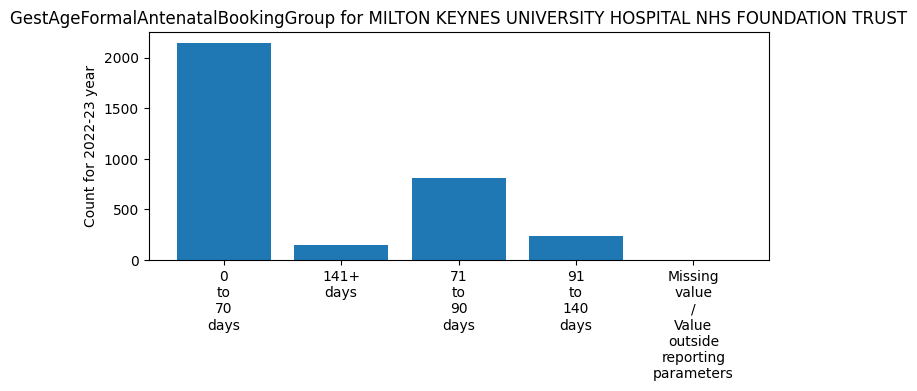 GestAgeFormalAntenatalBookingGroup for MILTON KEYNES UNIVERSITY HOSPITAL NHS FOUNDATION TRUST
Count for 2022-23 year
2000
1500
1000
500
0
0
to
70
days
141+
days
71
to
90
days
91
to
140
days
Missing
value
/
Value
outside
reporting
parameters